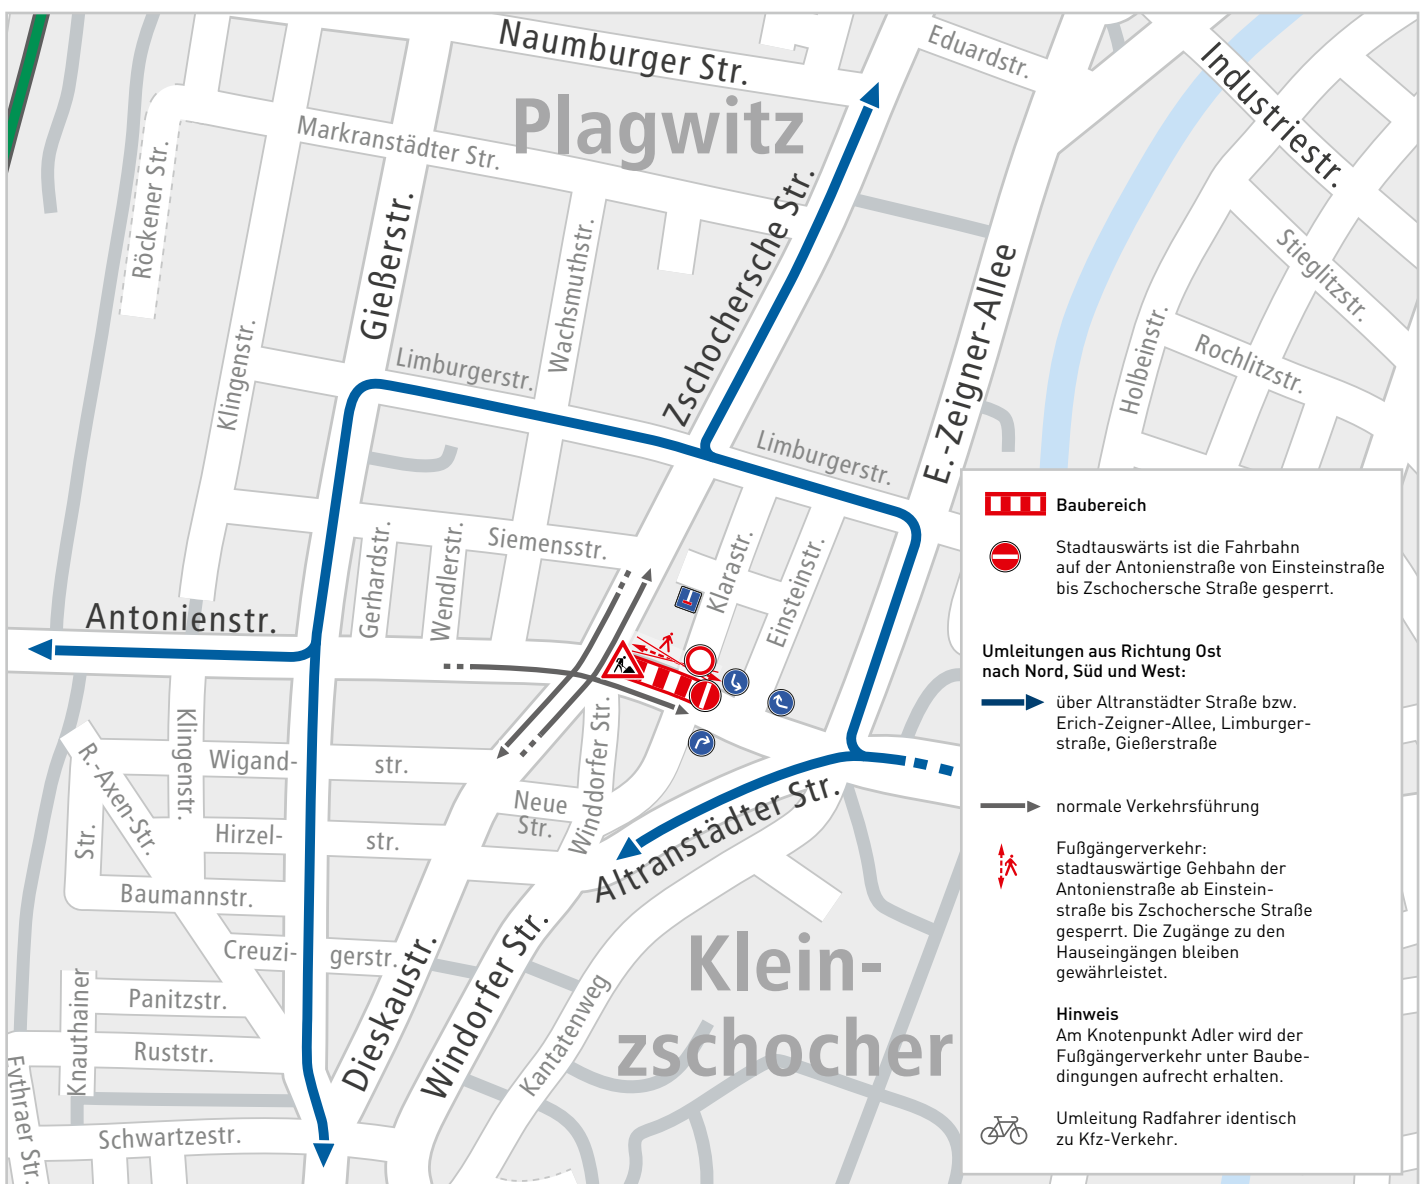 Naumburger Str.
Eduardstr.
Industriestr.
Plagwitz
Markranstädter Str.
Röckener Str.
Gießerstr.
Wachsmuthstr.
Zschochersche Str.
E.-Zeigner-Allee
Stieglitzstr.
Holbeinstr.
Rochlitzstr.
Klingenstr.
Limburgerstr.
Limburgerstr.
Siemensstr.
Gerhardstr.
Wendlerstr.
Klarastr.
Einsteinstr.
Antonienstr.
Klingenstr.
R.-Axen-Str.
Wigand-
str.
Winddorfer Str.
Neue
Str.
Hirzel-
str.
Str.
Altranstädter Str.
Baumannstr.
Creuzi-
gerstr.
Dieskaustr.
Windorfer Str.
Klein-
zschocher
Kantatenweg
Knauthainer
Panitzstr.
Ruststr.
Eythraer Str.
Schwartzestr.
Baubereich
Stadtauswärts ist die Fahrbahn
auf der Antonienstraße von Einsteinstraße
bis Zschochersche Straße gesperrt.
Umleitungen aus Richtung Ost
nach Nord, Süd und West:
über Altranstädter Straße bzw.
Erich-Zeigner-Allee, Limburger-
straße, Gießerstraße
normale Verkehrsführung
Fußgängerverkehr:
stadtauswärtige Gehbahn der
Antonienstraße ab Einstein-
straße bis Zschochersche Straße
gesperrt. Die Zugänge zu den
Hauseingängen bleiben
gewährleistet.
Hinweis
Am Knotenpunkt Adler wird der
Fußgängerverkehr unter Baube-
dingungen aufrecht erhalten.
Umleitung Radfahrer identisch
zu Kfz-Verkehr.